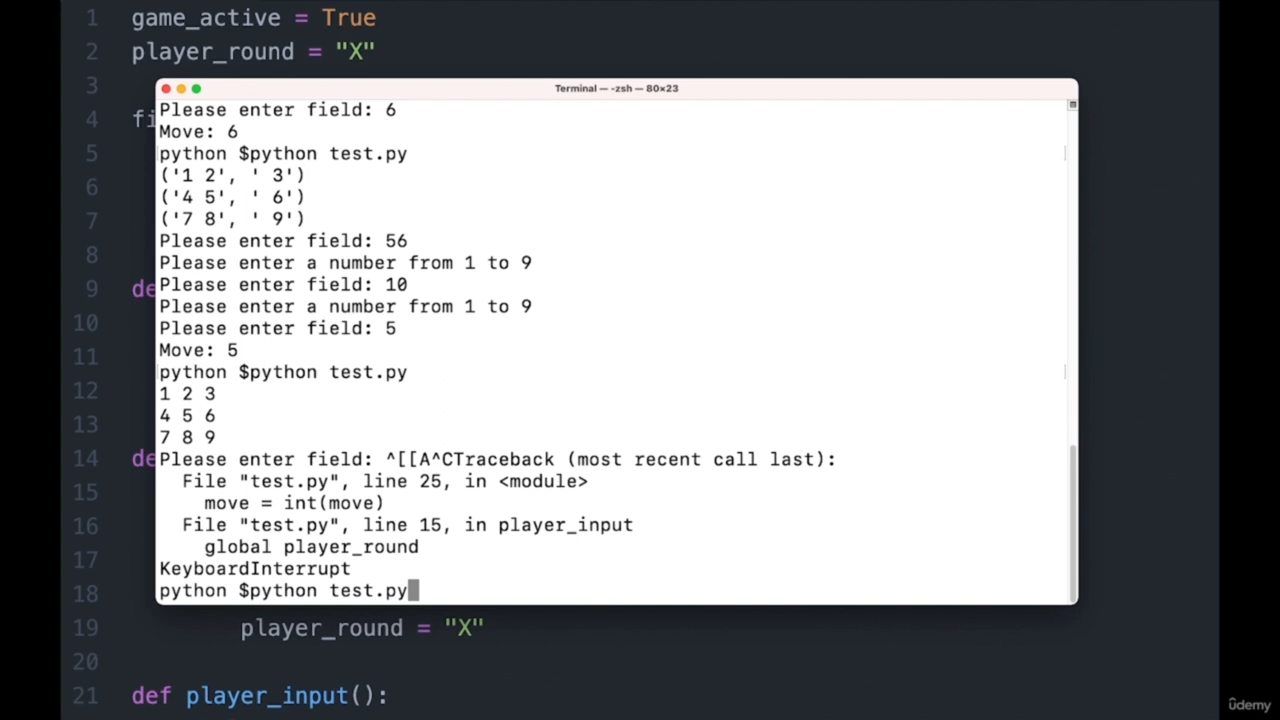 1 game_active = True
2 player_round = "X"
3
Terminal — -zsh — 80×23
Please enter field: 6
4 fi
Move: 6
5 python $python test.py
('1 2', ' 3')
6 ('4 5', ' 6')
7 ('7 8', ' 9')
Please enter field: 56
8 Please enter a number from 1 to 9
9 de Please enter field: 10
Please enter a number from 1 to 9
10 Please enter field: 5
11 Move: 5
python $python test.py
12 1 2 3
4 5 6
13 7 8 9
14 de Please enter field: ^[[A^CTraceback (most recent call last):
File "test.py", line 25, in <module>
15 move = int(move)
16 File "test.py", line 15, in player_input
global player_round
17 KeyboardInterrupt
18 python $python test.py
19 player_round = "X"
20
21 def player_input():
ûdemy